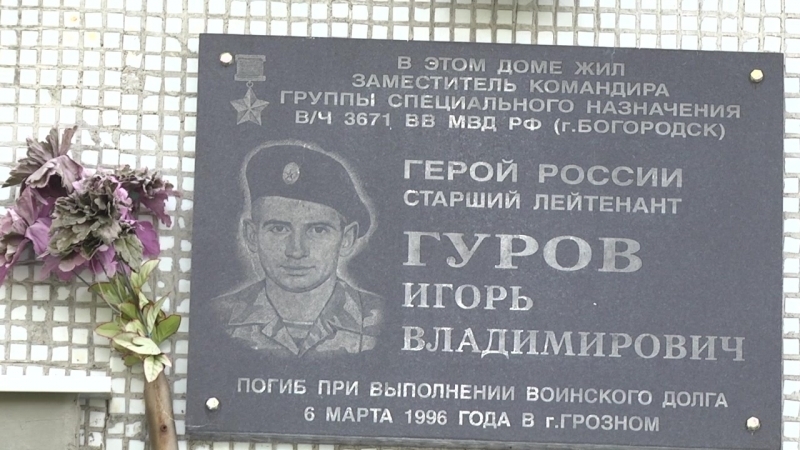 В ЭТОМ ДОМЕ ЖИЛ
ЗАМЕСТИТЕЛЬ КОМАНДИРА
ГРУППЫ СПЕЦИАЛЬНОГО НАЗНАЧЕНИЯ
В/Ч 3671 ВВ МВД РФ (г.БОГОРОДСК)
ГЕРОЙ РОССИИ
СТАРШИЙ ЛЕЙТЕНАНТ
ГУРОВ
ИГОРЬ
ВЛАДИМИРОВИЧ
ПОГИБ ПРИ ВЫПОЛНЕНИИ ВОИНСКОГО ДОЛГА
6 МАРТА 1996 ГОДА В г.ГРОЗНОМ